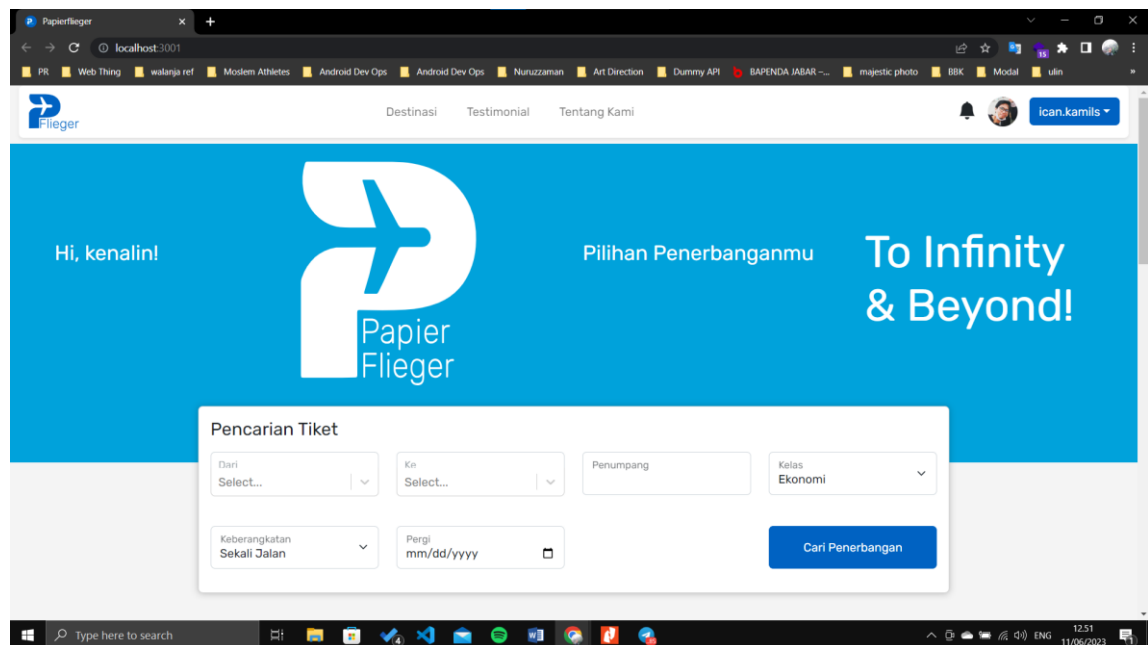 Papierflieger
localhost:3001
15
PR Web Thing walanja ref Moslem Athletes Android Dev Ops Android Dev Ops Nuruzzaman Art Direction Dummy API BAPENDA JABAR –... majestic photo BBK Modal ulin »
Flieger
Destinasi Testimonial Tentang Kami
ican.kamils
Hi, kenalin!
Papier
Flieger
Pilihan Penerbanganmu
To Infinity
& Beyond!
Pencarian Tiket
Dari Ke Penumpang Kelas
Select... Select... Ekonomi
Keberangkatan Pergi
Sekali Jalan mm/dd/yyyy Cari Penerbangan
Type here to search
4
ENG
12.51
11/06/2023